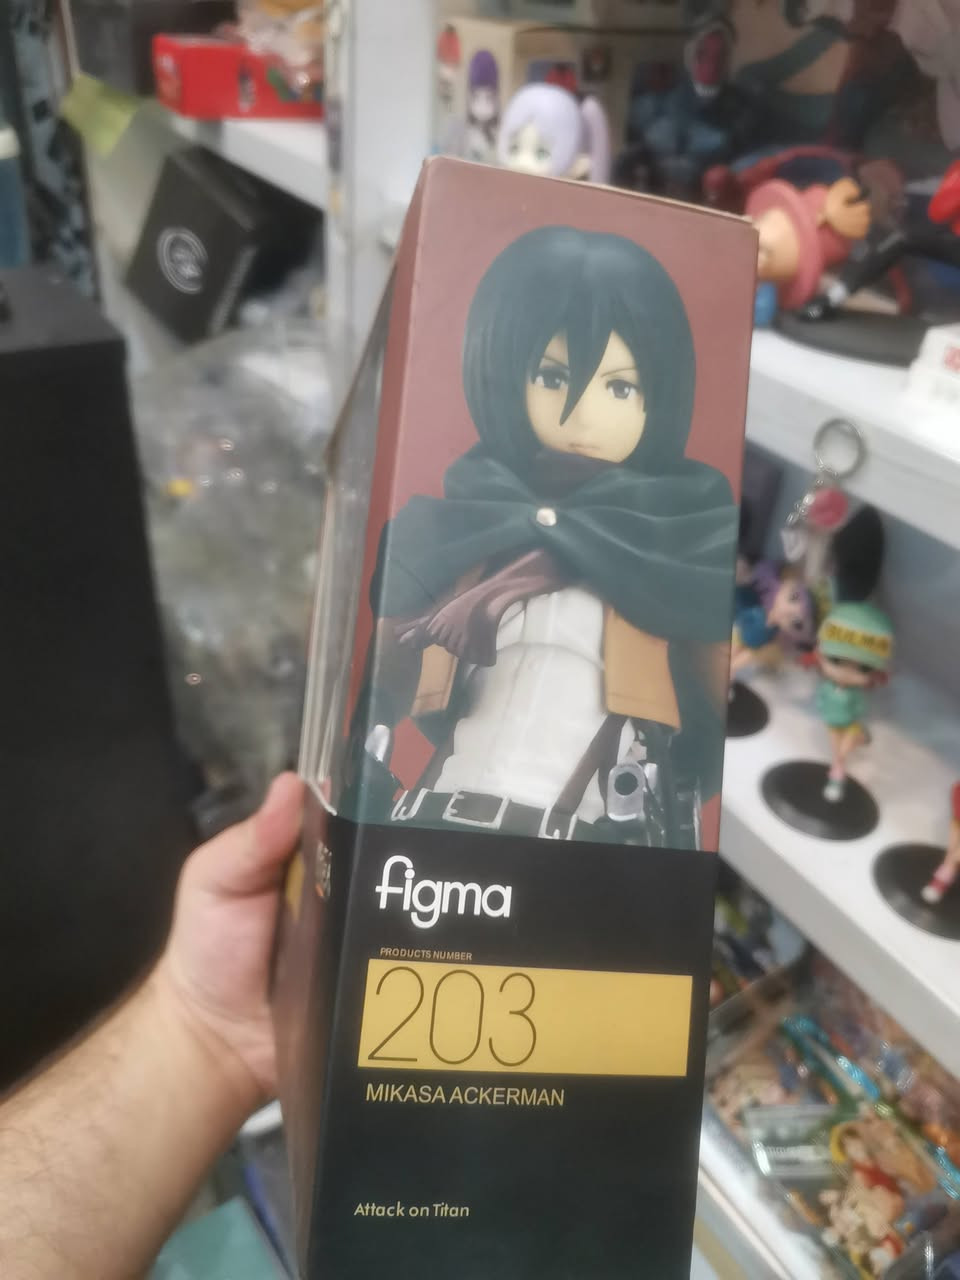 figma
PRODUCTS NUMBER
203
MIKASA ACKERMAN
Attack on Titan